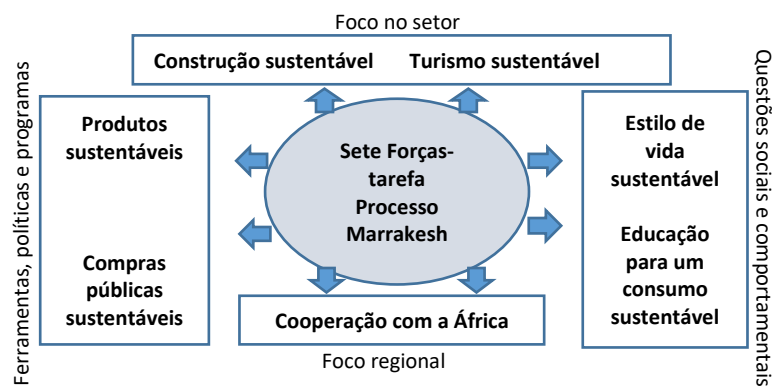 Foco no setor
Construção sustentável Turismo sustentável
Ferramentas, políticas e programas
Produtos
sustentáveis
Compras
públicas
sustentáveis
Sete Forças-
tarefa
Processo
Marrakesh
Estilo de
vida
sustentável
Educação
para um
consumo
sustentável
Questões sociais e comportamentais
Cooperação com a África
Foco regional